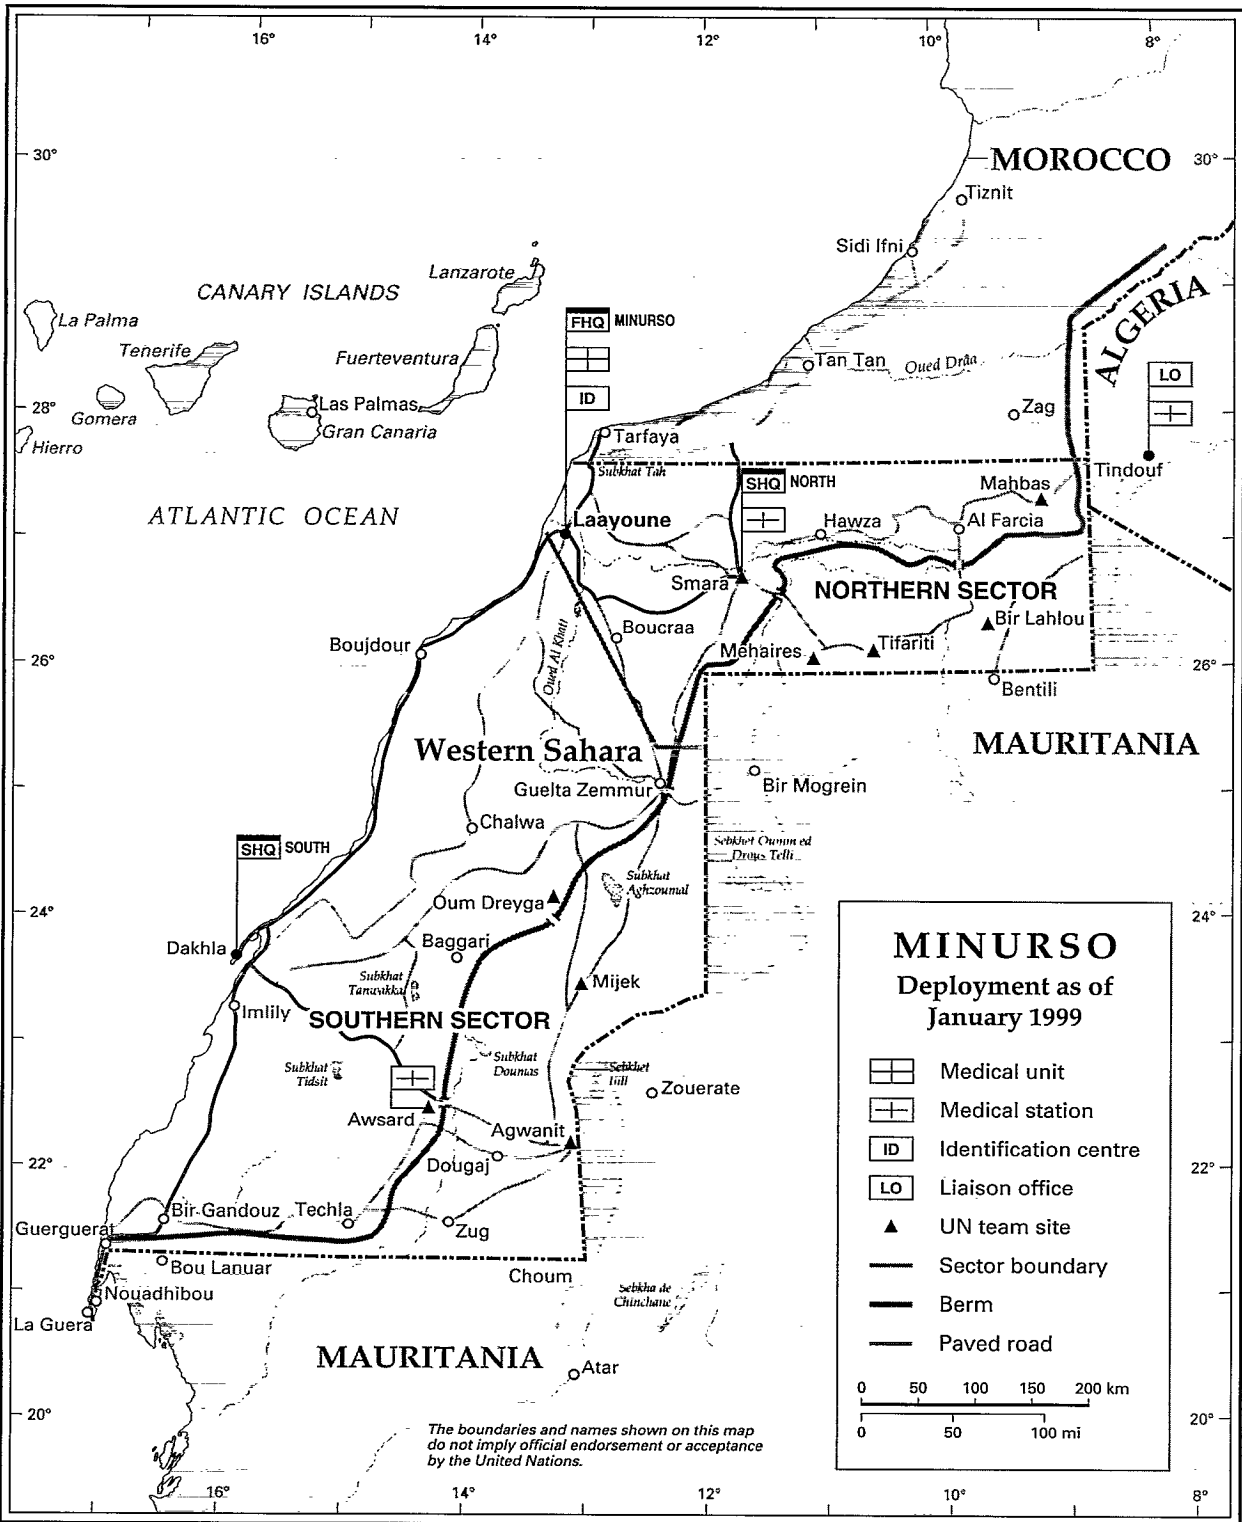 16°
14°
12°
10°
8°
30°
MOROCCO
30°
Tiznit
Sidi Ifni
Lanzarote
CANARY ISLANDS
La Palma
Tenerife
Fuerteventura
FHQ MINURSO
ID
ALGERIA
LO
Tan Tan
Oued Drâa
28°
Gomera
Las Palmas
Gran Canaria
Hierro
Zag
Tarfaya
Subkhat Tah
Tindouf
SHQ NORTH
Mahbas
ATLANTIC OCEAN
Laayoune
Hawza
Al Farcia
Smara
NORTHERN SECTOR
Boucraa
Bir Lahlou
Boujdour
Oued Al Khatt
Mehaires
Tifariti
26°
26°
Bentili
Western Sahara
MAURITANIA
Guelta Zemmur
Bir Mogrein
Chalwa
SHQ SOUTH
Sebkhet Oumm ed
Drous Telli
Subkhat
Aghzoumal
Oum Dreyga
24°
24°
Dakhla
Baggari
Subkhat
Mijek
Imlily
SOUTHERN SECTOR
Subkhat
Tidsit
Subkhat
Doumas
Sebkhet
Zouerate
Awsard
Agwanit
Dougaj
22°
22°
Bir Gandouz
Techla
Zug
Guerguerat
Bou Lanuar
Choum
Nouadhibou
La Guera
Sebkha de
Chinchane
MAURITANIA
Atar
20°
20°
The boundaries and names shown on this map
do not imply official endorsement or acceptance
by the United Nations.
MINURSO
Deployment as of
January 1999
Medical unit
Medical station
ID Identification centre
LO Liaison office
UN team site
Sector boundary
Berm
Paved road
0 50 100 150 200 km
0 50 100 mi
16°
14°
12°
10°
8°